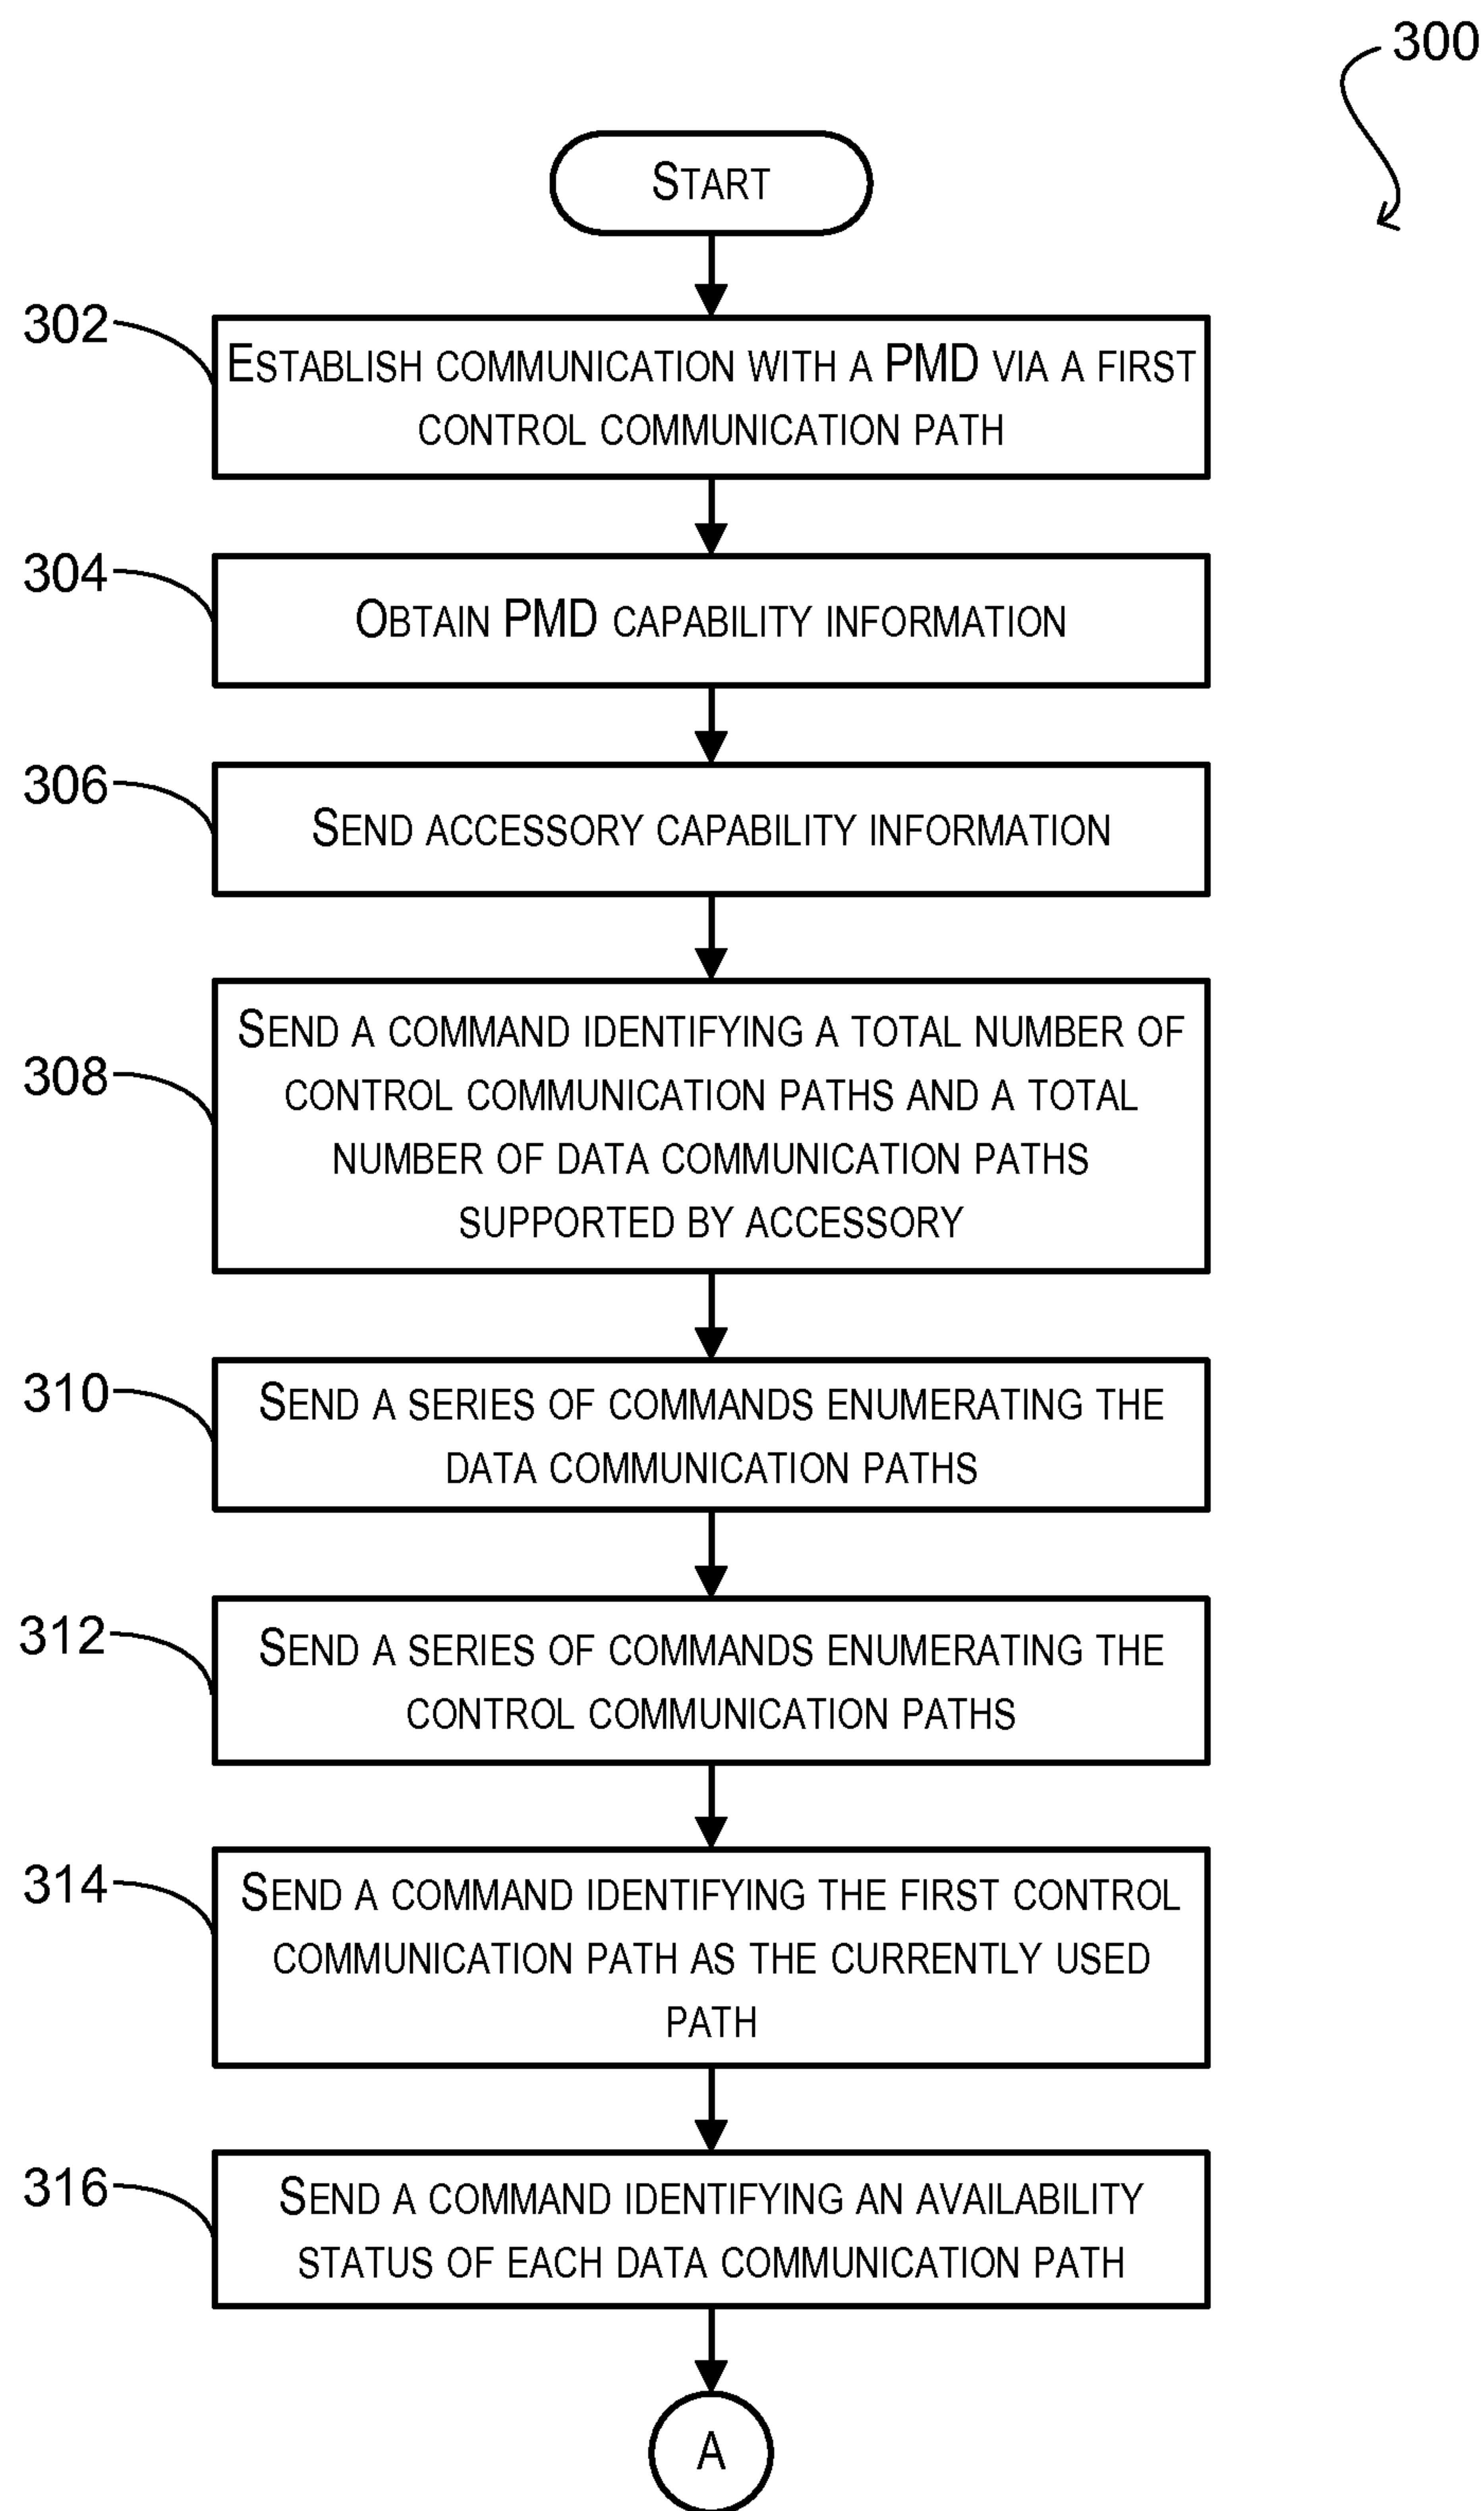 300
START
302
ESTABLISH COMMUNICATION WITH A PMD VIA A FIRST
CONTROL COMMUNICATION PATH
304
OBTAIN PMD CAPABILITY INFORMATION
306
SEND ACCESSORY CAPABILITY INFORMATION
308
SEND A COMMAND IDENTIFYING A TOTAL NUMBER OF
CONTROL COMMUNICATION PATHS AND A TOTAL
NUMBER OF DATA COMMUNICATION PATHS
SUPPORTED BY ACCESSORY
310
SEND A SERIES OF COMMANDS ENUMERATING THE
DATA COMMUNICATION PATHS
312
SEND A SERIES OF COMMANDS ENUMERATING THE
CONTROL COMMUNICATION PATHS
314
SEND A COMMAND IDENTIFYING THE FIRST CONTROL
COMMUNICATION PATH AS THE CURRENTLY USED
PATH
316
SEND A COMMAND IDENTIFYING AN AVAILABILITY
STATUS OF EACH DATA COMMUNICATION PATH
A